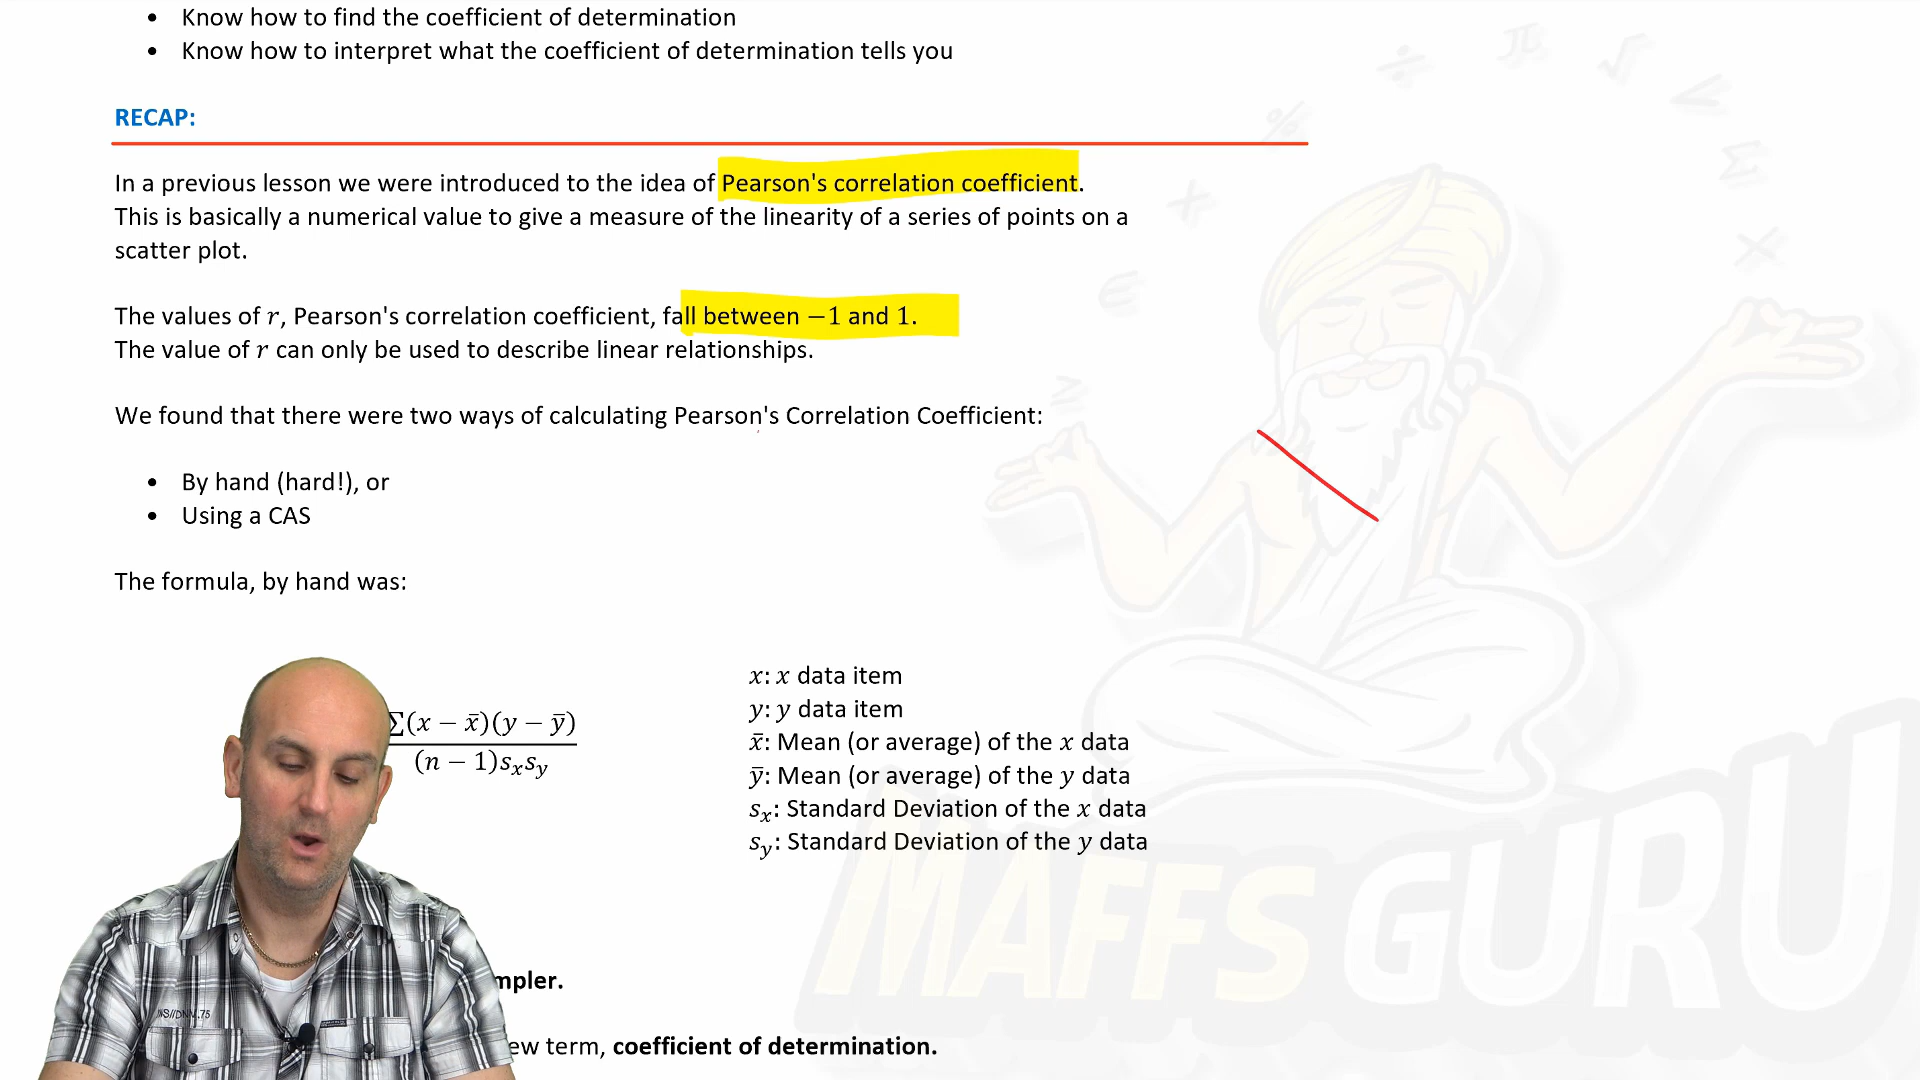 • Know how to find the coefficient of determination
• Know how to interpret what the coefficient of determination tells you
RECAP:
In a previous lesson we were introduced to the idea of Pearson's correlation coefficient.
This is basically a numerical value to give a measure of the linearity of a series of points on a
scatter plot.
The values of r, Pearson's correlation coefficient, fall between −1 and 1.
The value of r can only be used to describe linear relationships.
We found that there were two ways of calculating Pearson's Correlation Coefficient:
• By hand (hard!), or
• Using a CAS
The formula, by hand was:
∑(x − x̄)(y − ȳ)
(n − 1)sₓsᵧ
x: x data item
y: y data item
x̄: Mean (or average) of the x data
ȳ: Mean (or average) of the y data
sₓ: Standard Deviation of the x data
sᵧ: Standard Deviation of the y data
mpler.
ew term, coefficient of determination.
MAFFS GURU